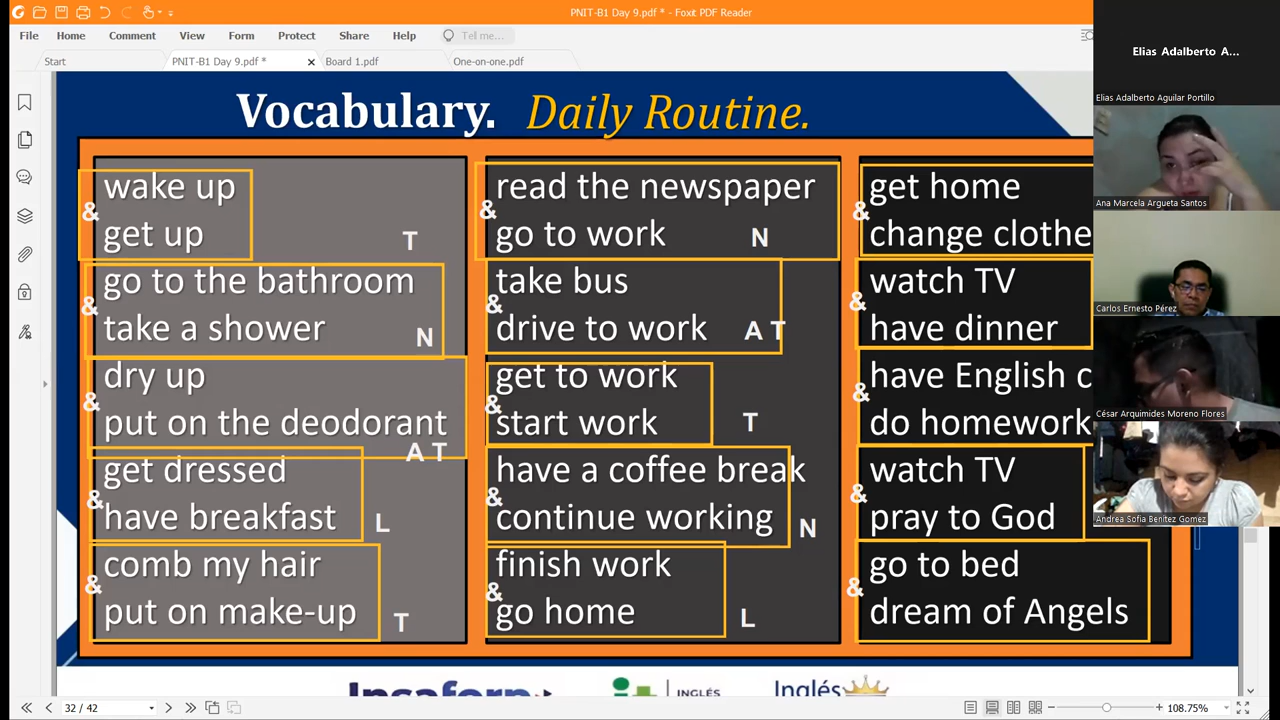 PNIT-B1 Day 9.pdf * - Foxit PDF Reader
File Home Comment View Form Protect Share Help Tell me...
Start PNIT-B1 Day 9.pdf * Board 1.pdf One-on-one.pdf
Vocabulary. Daily Routine.
wake up
&
get up T
go to the bathroom
&
take a shower N
dry up
&
put on the deodorant
A T
get dressed
&
have breakfast L
comb my hair
&
put on make-up T
read the newspaper
&
go to work N
take bus
&
drive to work A T
get to work
&
start work T
have a coffee break
&
continue working N
finish work
&
go home L
get home
&
change clothe
watch TV
&
have dinner
have English c
&
do homework
watch TV
&
pray to God
go to bed
&
dream of Angels
Insaforp INGLÉS Inglés
32 / 42
108.75%
Elias Adalberto A...
Elias Adalberto Aguilar Portillo
Ana Marcela Argueta Santos
Carlos Ernesto Pérez
César Arquimides Moreno Flores
Andrea Sofia Benitez Gomez